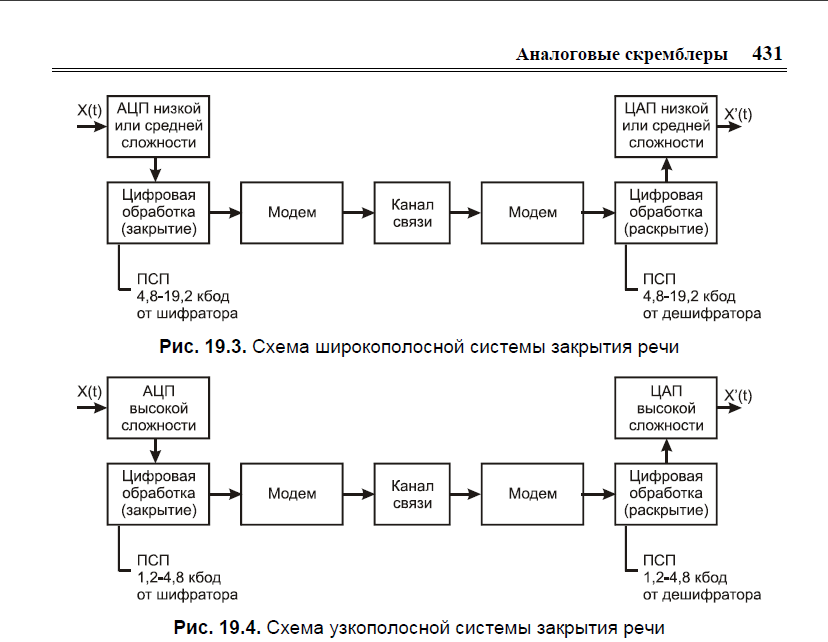 Аналоговые скремблеры 431
X(t)
АЦП низкой
или средней
сложности
ЦАП низкой
или средней
сложности
X'(t)
Цифровая
обработка
(закрытие)
Модем
Канал
связи
Модем
Цифровая
обработка
(раскрытие)
ПСП
4,8–19,2 кбод
от шифратора
ПСП
4,8–19,2 кбод
от дешифратора
Рис. 19.3. Схема широкополосной системы закрытия речи
X(t)
АЦП
высокой
сложности
ЦАП
высокой
сложности
X'(t)
Цифровая
обработка
(закрытие)
Модем
Канал
связи
Модем
Цифровая
обработка
(раскрытие)
ПСП
1,2–4,8 кбод
от шифратора
ПСП
1,2–4,8 кбод
от дешифратора
Рис. 19.4. Схема узкополосной системы закрытия речи